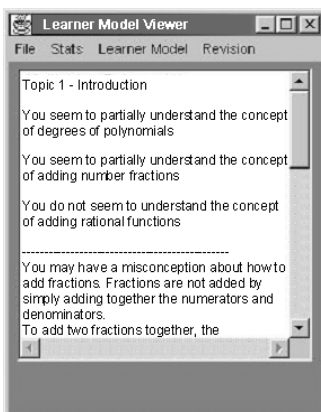 Learner Model Viewer
File Stats Learner Model Revision
Topic 1 - Introduction
You seem to partially understand the concept
of degrees of polynomials
You seem to partially understand the concept
of adding number fractions
You do not seem to understand the concept
of adding rational functions
-----------------------------------------------
You may have a misconception about how to
add fractions. Fractions are not added by
simply adding together the numerators and
denominators.
To add two fractions together, the